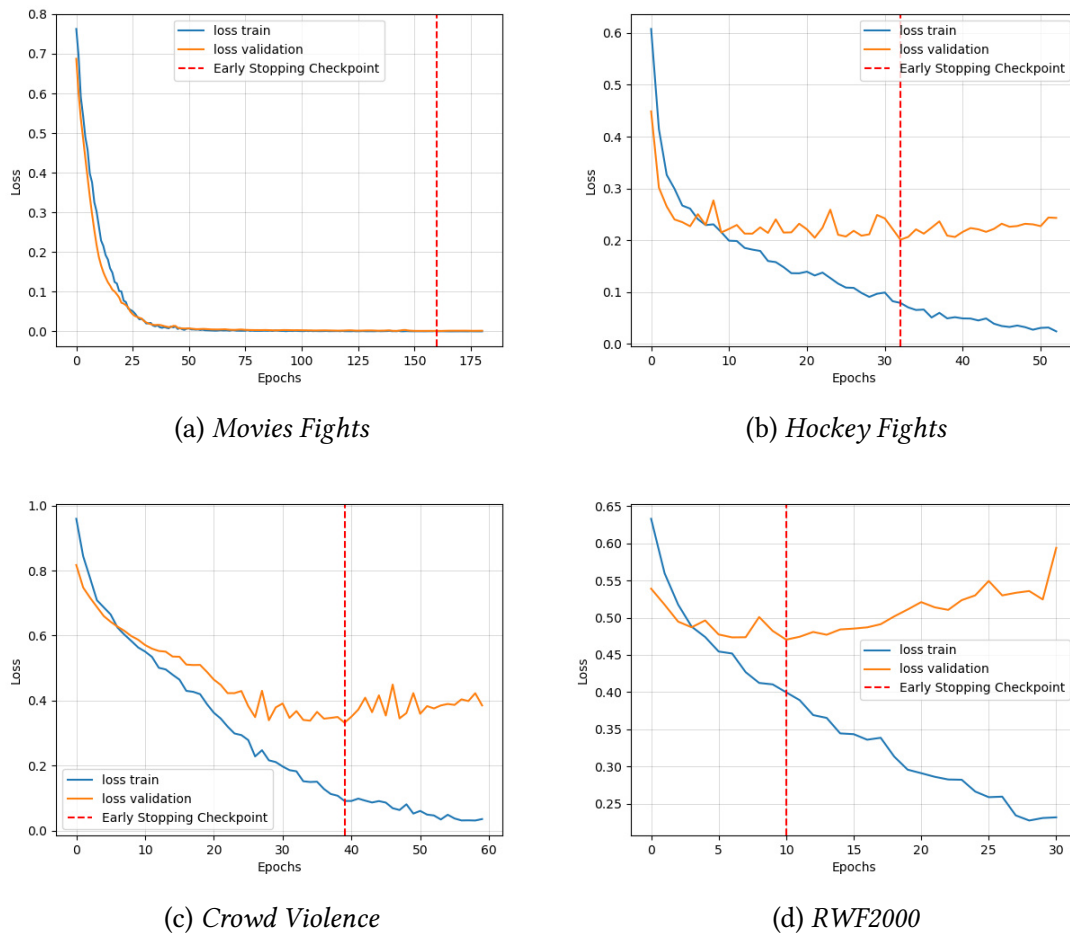 0.8
0.7
0.6
0.5
0.4
0.3
0.2
0.1
0.0
Loss
0 25 50 75 100 125 150 175
Epochs
loss train
loss validation
Early Stopping Checkpoint
(a) Movies Fights
0.6
0.5
0.4
0.3
0.2
0.1
0.0
Loss
0 10 20 30 40 50
Epochs
loss train
loss validation
Early Stopping Checkpoint
(b) Hockey Fights
1.0
0.8
0.6
0.4
0.2
0.0
Loss
0 10 20 30 40 50 60
Epochs
loss train
loss validation
Early Stopping Checkpoint
(c) Crowd Violence
0.65
0.60
0.55
0.50
0.45
0.40
0.35
0.30
0.25
Loss
0 5 10 15 20 25 30
Epochs
loss train
loss validation
Early Stopping Checkpoint
(d) RWF2000